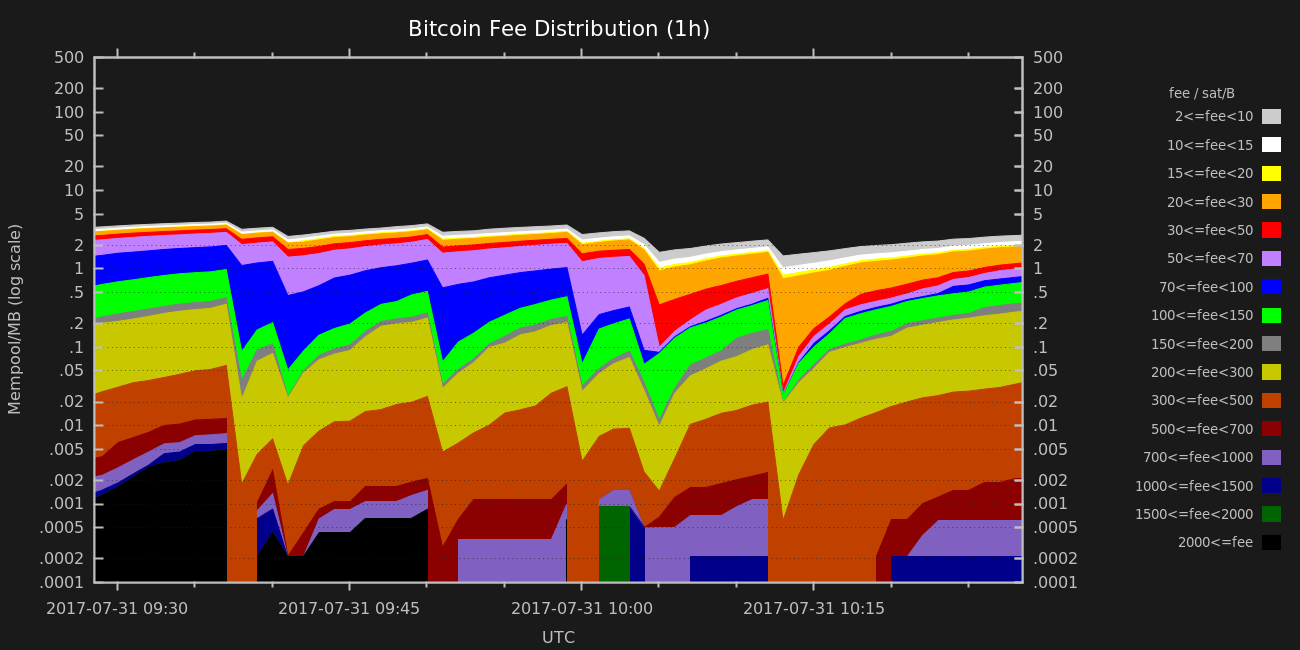 Bitcoin Fee Distribution (1h)
500 500
200 200
100 100
50 50
20 20
10 10
5 5
2 2
1 1
.5 .5
.2 .2
.1 .1
.05 .05
.02 .02
.01 .01
.005 .005
.002 .002
.001 .001
.0005 .0005
.0002 .0002
.0001 .0001
Mempool/MB (log scale)
2017-07-31 09:30 2017-07-31 09:45 2017-07-31 10:00 2017-07-31 10:15
UTC
fee / sat/B
2<=fee<10
10<=fee<15
15<=fee<20
20<=fee<30
30<=fee<50
50<=fee<70
70<=fee<100
100<=fee<150
150<=fee<200
200<=fee<300
300<=fee<500
500<=fee<700
700<=fee<1000
1000<=fee<1500
1500<=fee<2000
2000<=fee